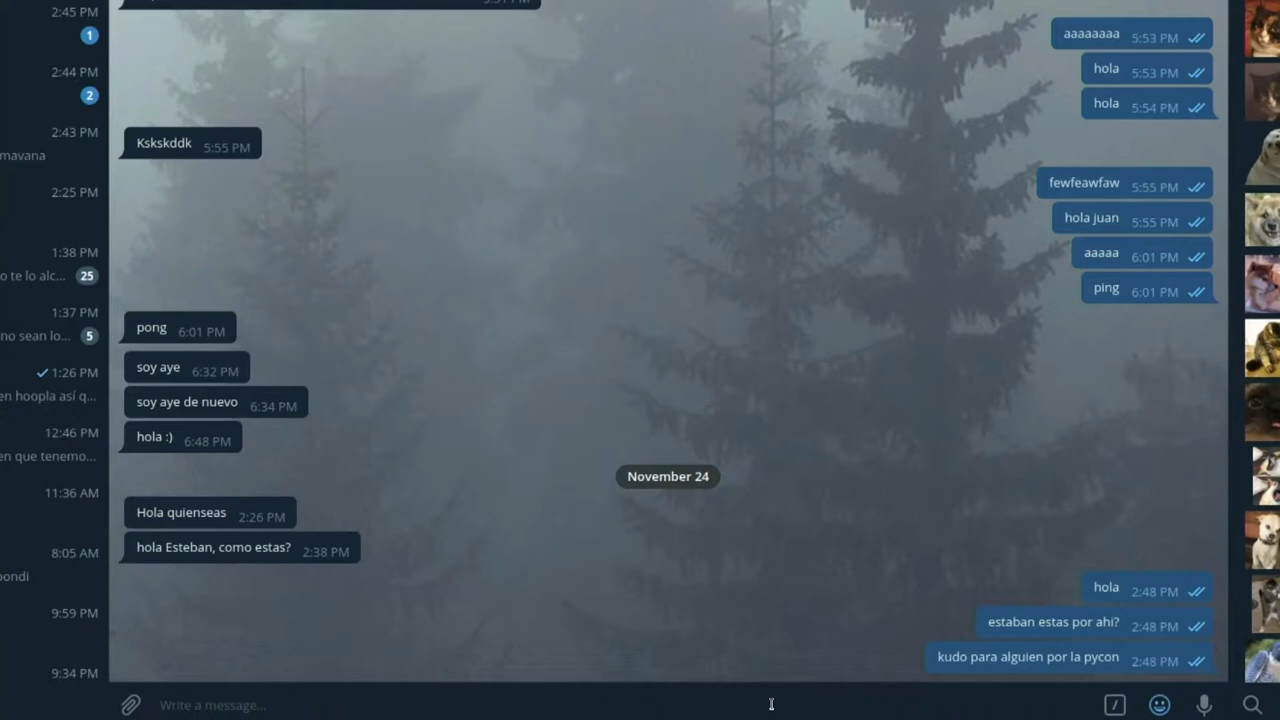 2:45 PM
1
2:44 PM
2
2:43 PM
mavana
2:25 PM
1:38 PM
o te lo alc...
25
1:37 PM
no sean lo...
5
1:26 PM
en hoopla así q...
12:46 PM
en que tenemo...
11:36 AM
8:05 AM
ondi
9:59 PM
9:34 PM
aaaaaaaa 5:53 PM
hola 5:53 PM
hola 5:54 PM
Kskskddk 5:55 PM
fewfeawfaw 5:55 PM
hola juan 5:55 PM
aaaaa 6:01 PM
ping 6:01 PM
pong 6:01 PM
soy aye 6:32 PM
soy aye de nuevo 6:34 PM
hola :) 6:48 PM
November 24
Hola quienseas 2:26 PM
hola Esteban, como estas? 2:38 PM
hola 2:48 PM
estaban estas por ahi? 2:48 PM
kudo para alguien por la pycon 2:48 PM
Write a message...